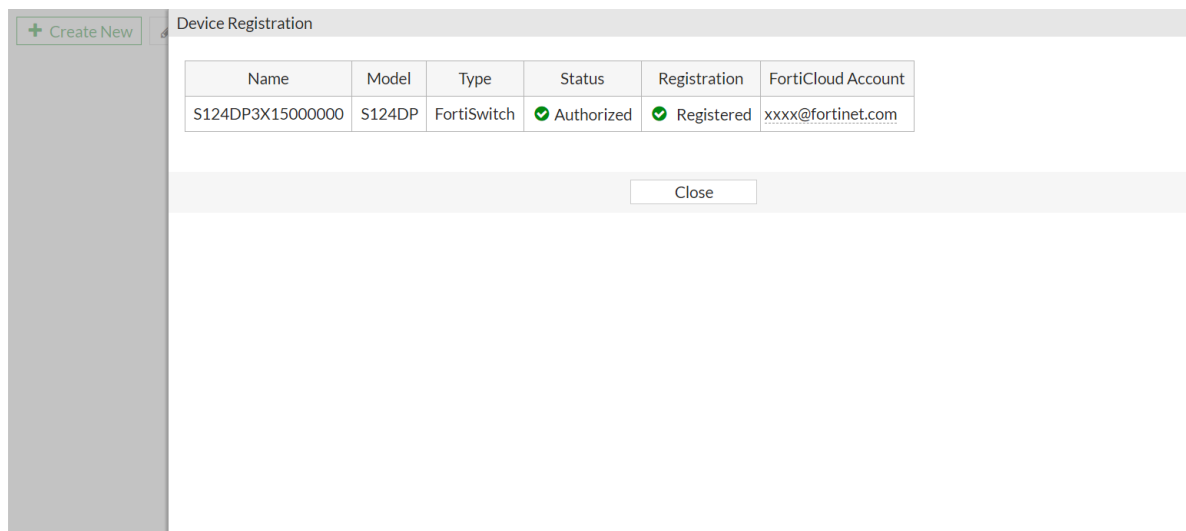 Create New
Device Registration
Name Model Type Status Registration FortiCloud Account
S124DP3X15000000 S124DP FortiSwitch Authorized Registered xxxx@fortinet.com
Close